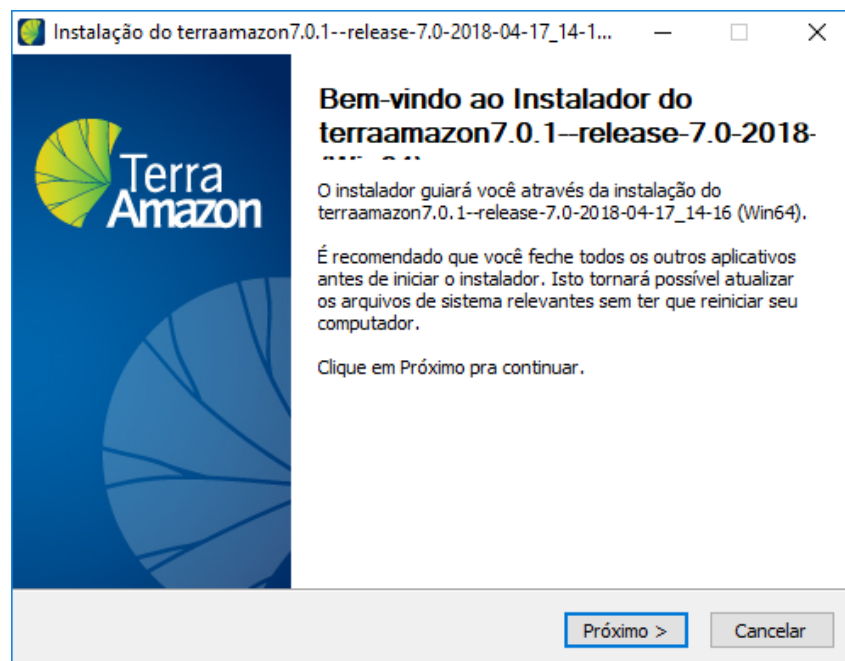 Instalação do terraamazon7.0.1--release-7.0-2018-04-17_14-1...
Terra
Amazon
Bem-vindo ao Instalador do
terraamazon7.0.1--release-7.0-2018-
O instalador guiará você através da instalação do
terraamazon7.0.1--release-7.0-2018-04-17_14-16 (Win64).
É recomendado que você feche todos os outros aplicativos
antes de iniciar o instalador. Isto tornará possível atualizar
os arquivos de sistema relevantes sem ter que reiniciar seu
computador.
Clique em Próximo pra continuar.
Próximo >
Cancelar